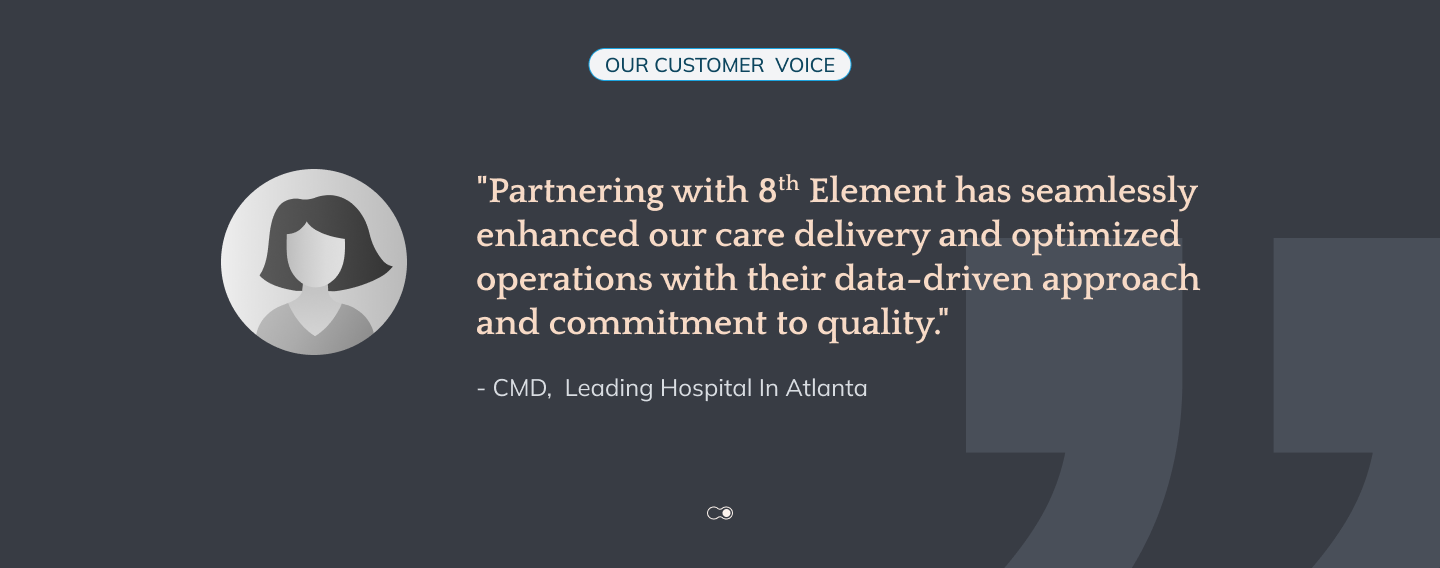 OUR CUSTOMER  VOICE
"Partnering with 8th Element has seamlessly
enhanced our care delivery and optimized
operations with their data-driven approach
and commitment to quality."
- CMD,  Leading Hospital In Atlanta